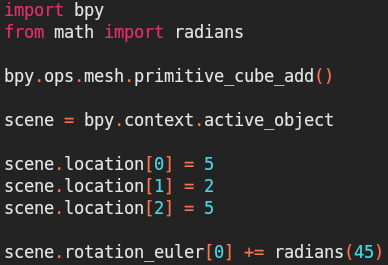 import bpy
from math import radians
bpy.ops.mesh.primitive_cube_add()
scene = bpy.context.active_object
scene.location[0] = 5
scene.location[1] = 2
scene.location[2] = 5
scene.rotation_euler[0] += radians(45)